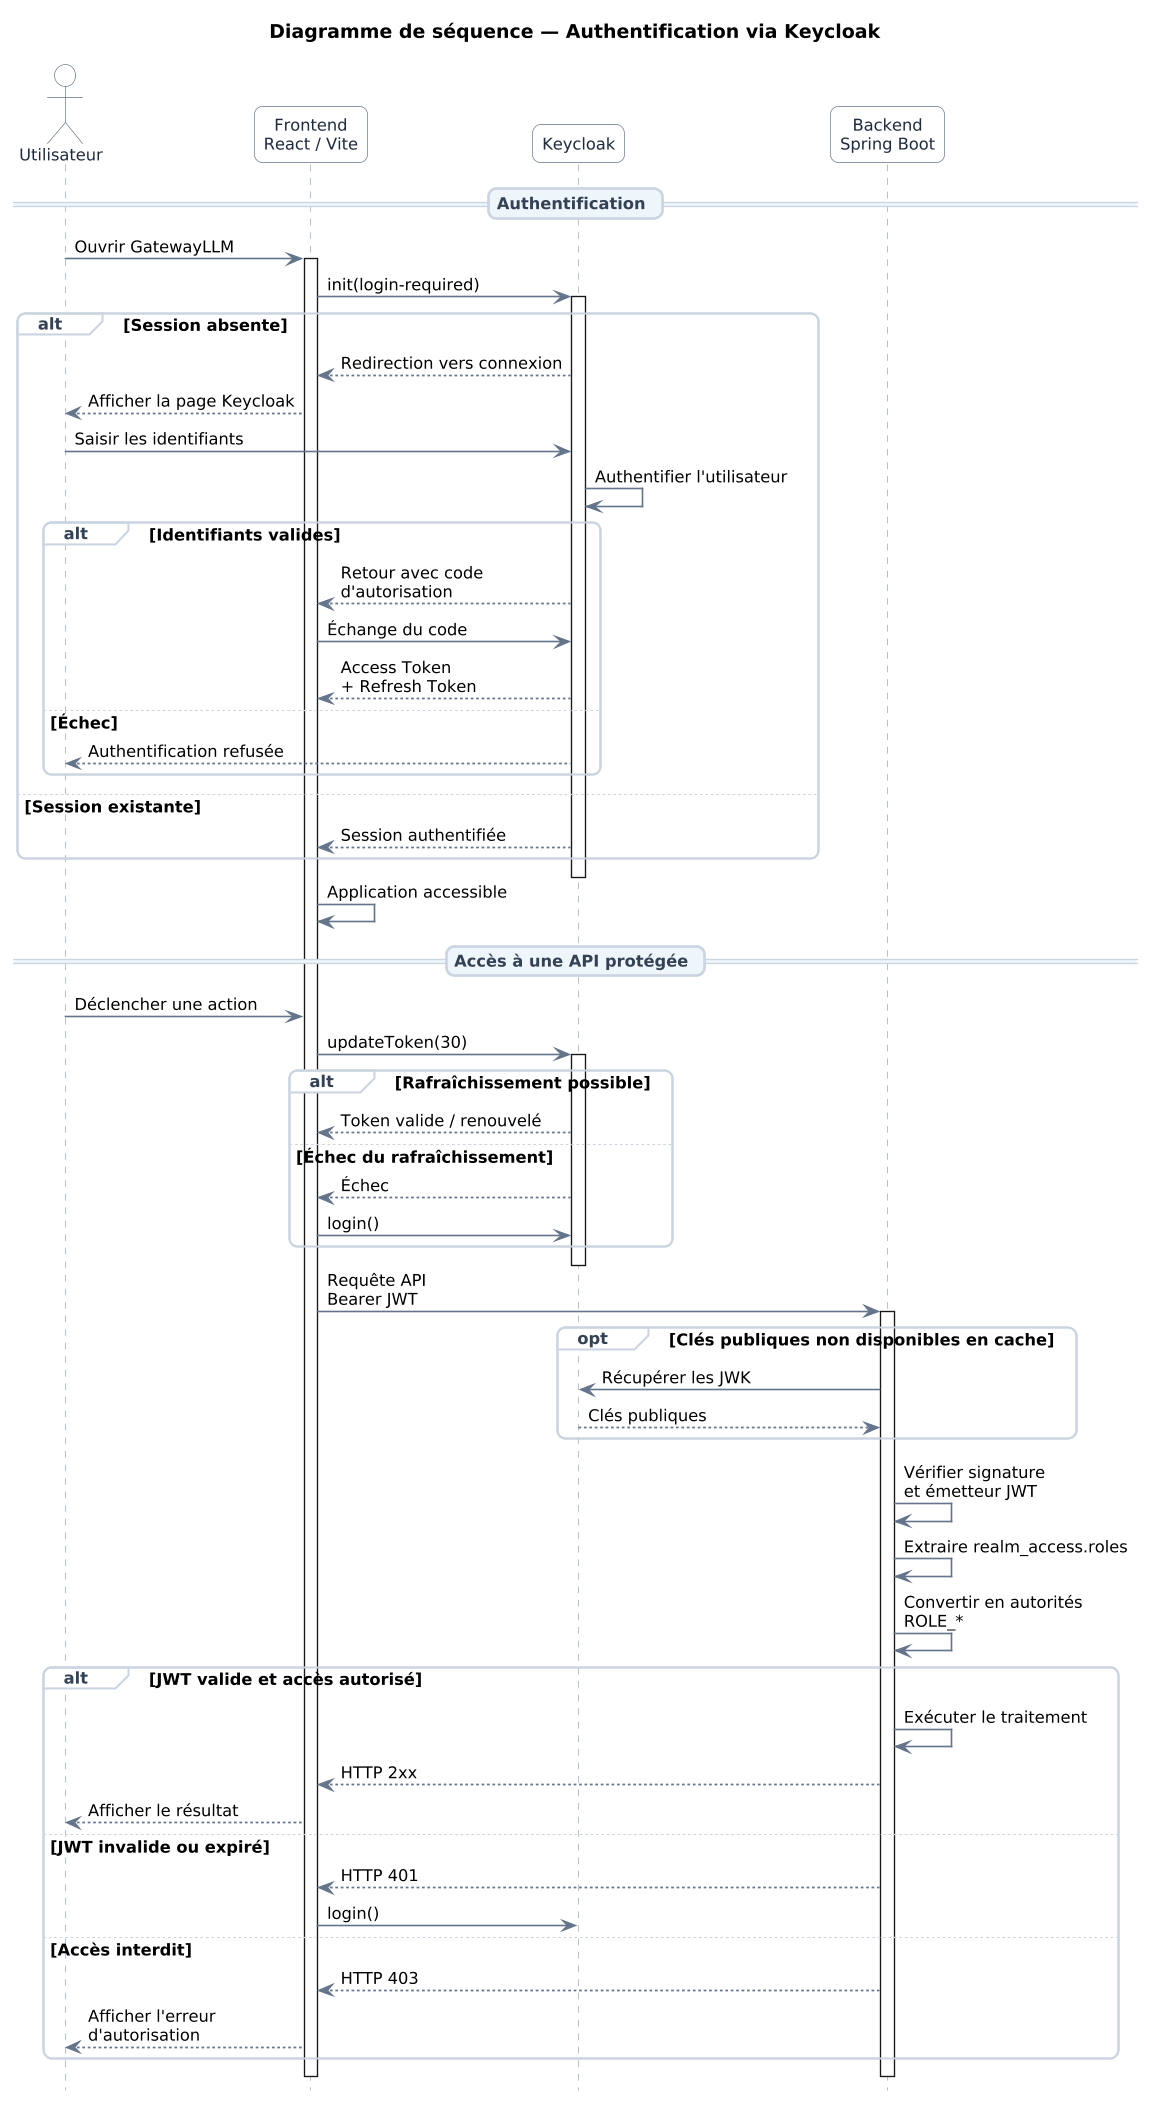 Diagramme de séquence — Authentification via Keycloak
Utilisateur
Frontend
React / Vite
Keycloak
Backend
Spring Boot
Authentification
Ouvrir GatewayLLM
init(login-required)
alt
[Session absente]
Redirection vers connexion
Afficher la page Keycloak
Saisir les identifiants
Authentifier l'utilisateur
alt
[Identifiants valides]
Retour avec code
d'autorisation
Échange du code
Access Token
+ Refresh Token
[Échec]
Authentification refusée
[Session existante]
Session authentifiée
Application accessible
Accès à une API protégée
Déclencher une action
updateToken(30)
alt
[Rafraîchissement possible]
Token valide / renouvelé
[Échec du rafraîchissement]
Échec
login()
Requête API
Bearer JWT
opt
[Clés publiques non disponibles en cache]
Récupérer les JWK
Clés publiques
Vérifier signature
et émetteur JWT
Extraire realm_access.roles
Convertir en autorités
ROLE_*
alt
[JWT valide et accès autorisé]
Exécuter le traitement
HTTP 2xx
Afficher le résultat
[JWT invalide ou expiré]
HTTP 401
login()
[Accès interdit]
HTTP 403
Afficher l'erreur
d'autorisation